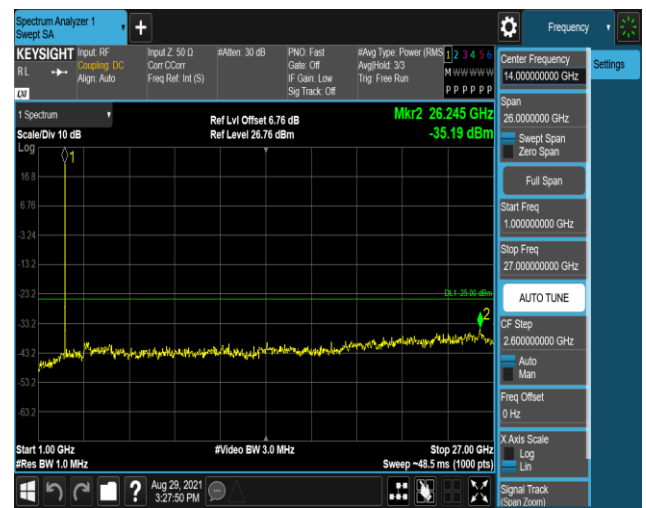 Spectrum Analyzer 1
Swept SA
Frequency
KEYSIGHT
RL
Input: RF
Coupling: DC
Align: Auto
Input Z: 50 Ω
Corr CCorr
Freq Ref: Int (S)
#Atten: 30 dB
PNO: Fast
Gate: Off
IF Gain: Low
Sig Track: Off
#Avg Type: Power (RMS
Avg|Hold: 3/3
Trig: Free Run
1 2 3 4 5 6
M W W W W W
P P P P P P
LXI
1 Spectrum
Scale/Div 10 dB
Ref Lvl Offset 6.76 dB
Ref Level 26.76 dBm
Mkr2 26.245 GHz
-35.19 dBm
Log
1
16.8
6.76
-3.24
-13.2
-23.2
DL1 -25.00 dBm
2
-33.2
-43.2
-53.2
-63.2
Start 1.00 GHz
#Res BW 1.0 MHz
#Video BW 3.0 MHz
Stop 27.00 GHz
Sweep ~48.5 ms (1000 pts)
?
Aug 29, 2021
3:27:50 PM
Center Frequency
14.000000000 GHz
Settings
Span
26.0000000 GHz
Swept Span
Zero Span
Full Span
Start Freq
1.000000000 GHz
Stop Freq
27.000000000 GHz
AUTO TUNE
CF Step
2.600000000 GHz
Auto
Man
Freq Offset
0 Hz
X Axis Scale
Log
Lin
Signal Track
(Span Zoom)